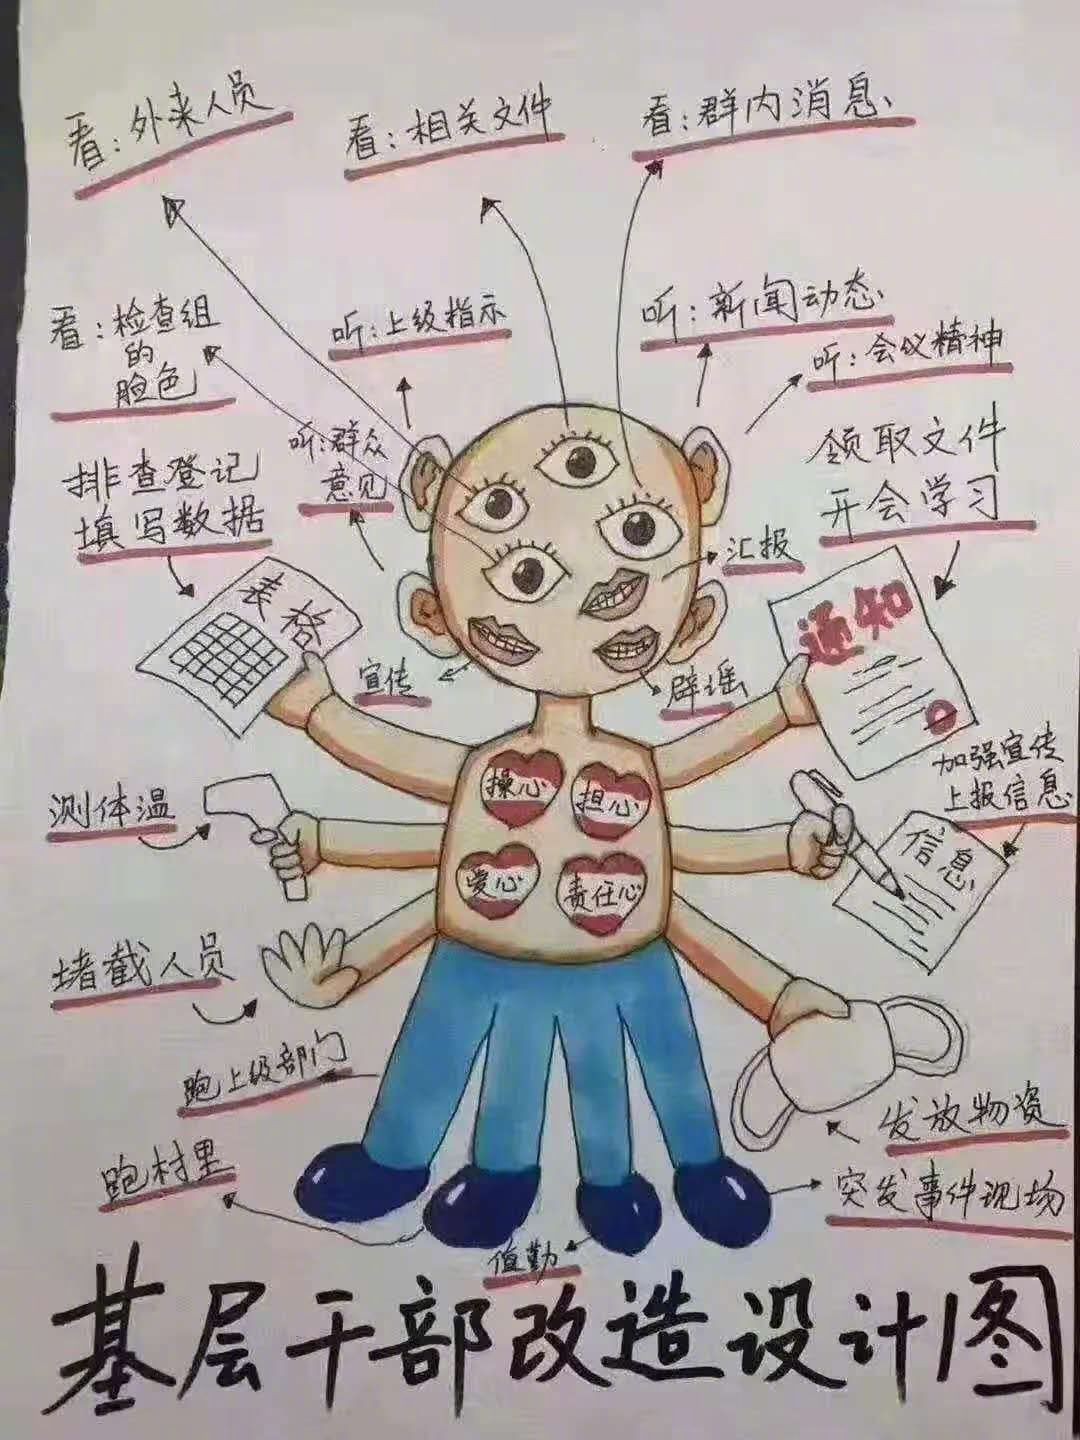 看:外来人员
看:相关文件
看:群内消息
看:检查组
的
脸色
听:上级指示
听:新闻动态
听:会议精神
听:群众
意见
排查登记
填写数据
领取文件
开会学习
表格
汇报
通知
宣传
辟谣
操心
担心
爱心
责任心
测体温
加强宣传
上报信息
信息
堵截人员
跑上级部门
发放物资
跑村里
突发事件现场
值勤
基层干部改造设计图